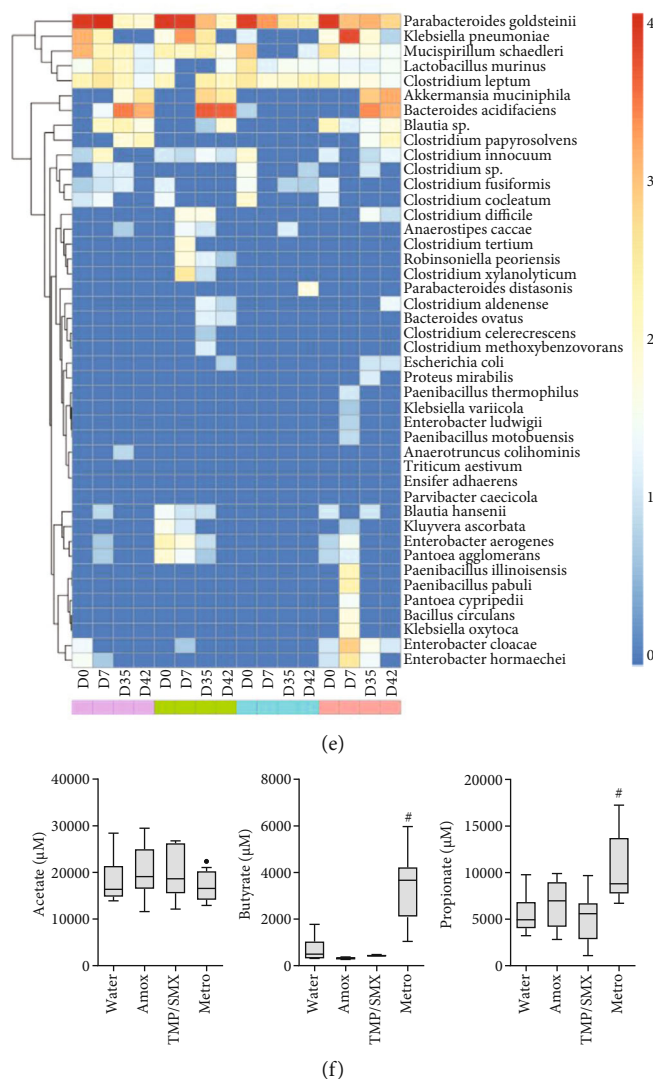 Parabacteroides goldsteinii
Klebsiella pneumoniae
Mucispirillum schaedleri
Lactobacillus murinus
Clostridium leptum
Akkermansia muciniphila
Bacteroides acidifaciens
Blautia sp.
Clostridium papyrosolvens
Clostridium innocuum
Clostridium sp.
Clostridium fusiformis
Clostridium cocleatum
Clostridium difficile
Anaerostipes caccae
Clostridium tertium
Robinsoniella peoriensis
Clostridium xylanolyticum
Parabacteroides distasonis
Clostridium aldenense
Bacteroides ovatus
Clostridium celerecrescens
Clostridium methoxybenzovorans
Escherichia coli
Proteus mirabilis
Paenibacillus thermophilus
Klebsiella variicola
Enterobacter ludwigii
Paenibacillus motobuensis
Anaerotruncus colihominis
Triticum aestivum
Ensifer adhaerens
Parvibacter caecicola
Blautia hansenii
Kluyvera ascorbata
Enterobacter aerogenes
Pantoea agglomerans
Paenibacillus illinoisensis
Paenibacillus pabuli
Pantoea cypripedii
Bacillus circulans
Klebsiella oxytoca
Enterobacter cloacae
Enterobacter hormaechei
4
3
2
1
0
D0 D7 D35 D42 D0 D7 D35 D42 D0 D7 D35 D42 D0 D7 D35 D42
(e)
Acetate (μM)
40000
30000
20000
10000
0
Water Amox TMP/SMX Metro
Butyrate (μM)
8000
6000
4000
2000
0
#
Water Amox TMP/SMX Metro
Propionate (μM)
20000
15000
10000
5000
0
#
Water Amox TMP/SMX Metro
(f)